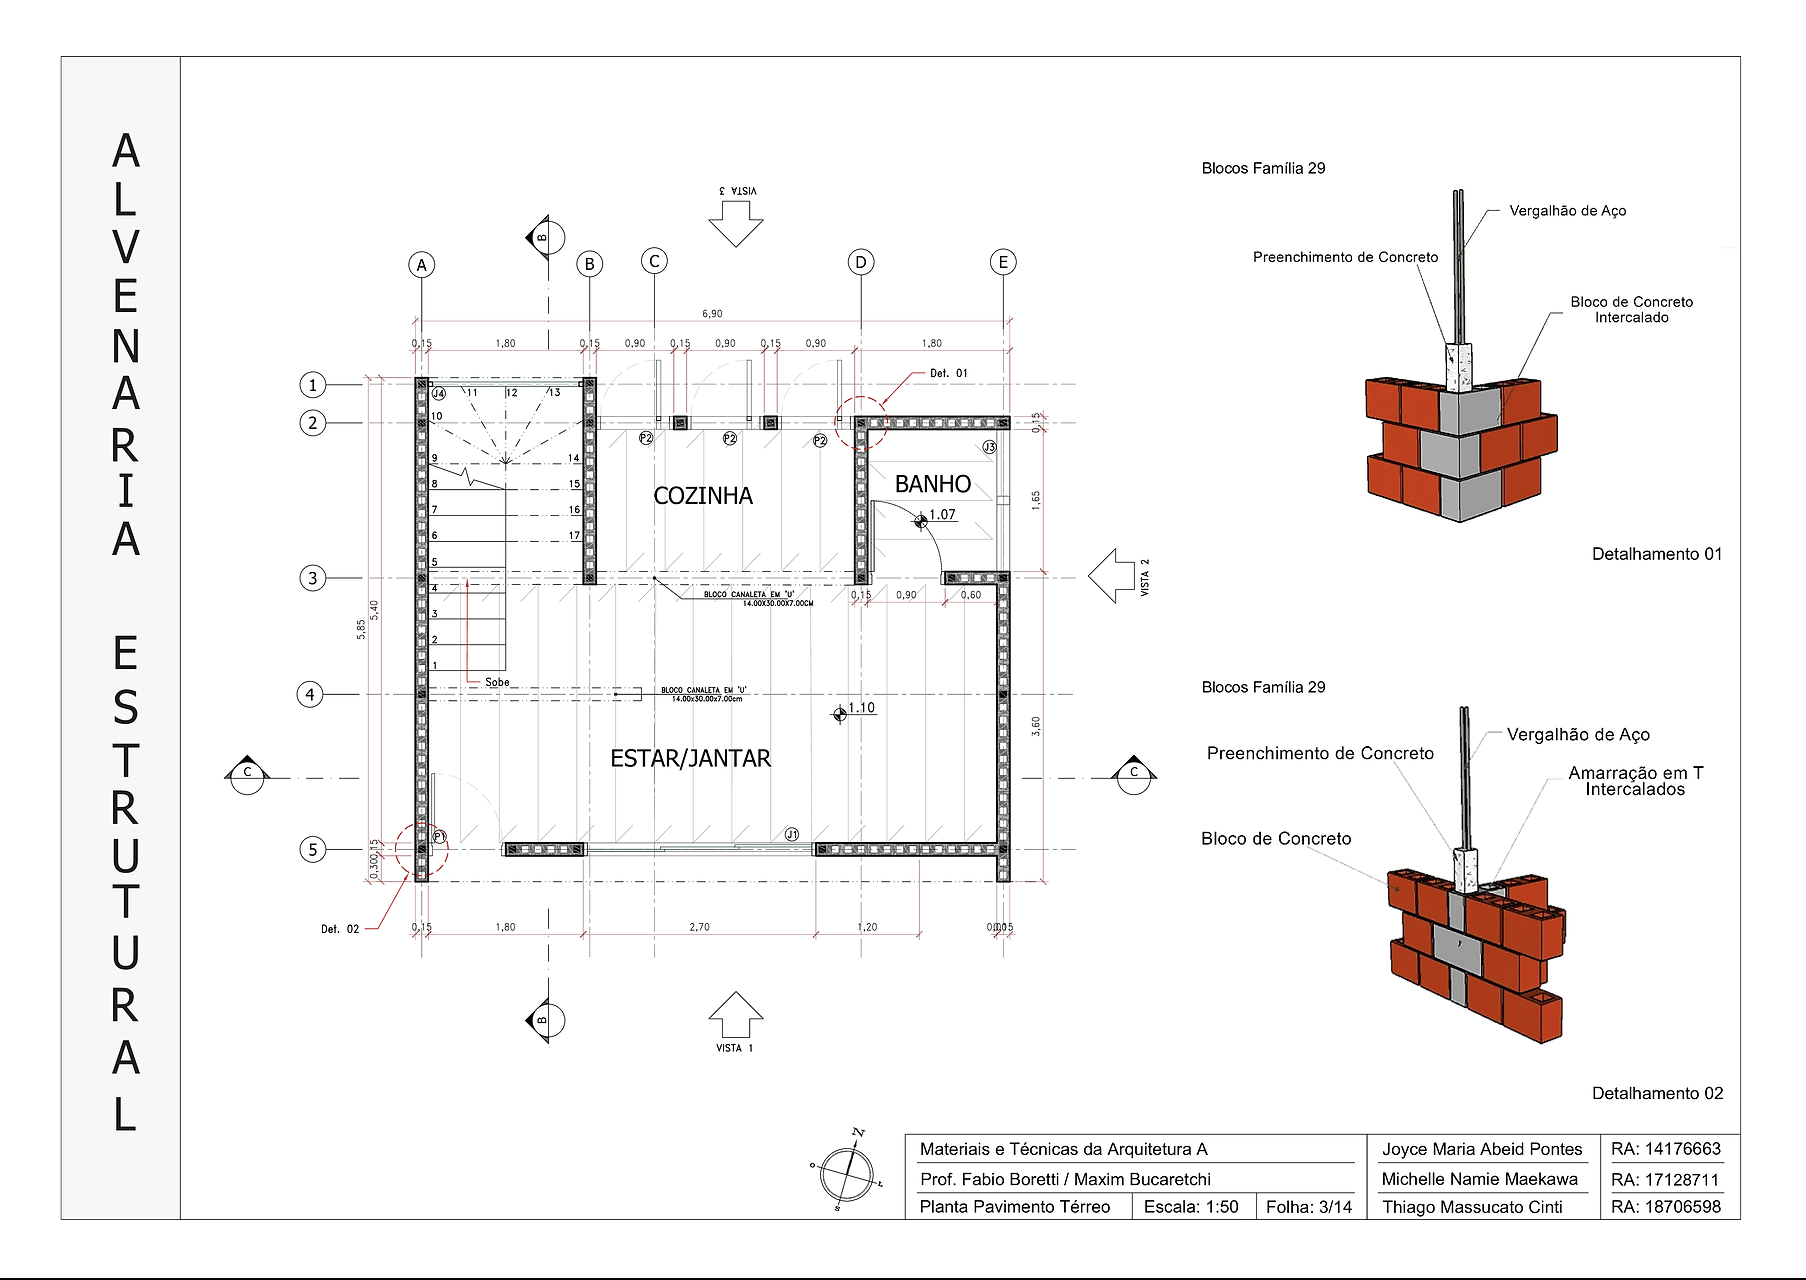 ALVENARIA ESTRUTURAL
VISTA 3
B
A
B
C
D
E
6,90
0,15
1,80
0,15
0,90
0,15
0,90
0,15
0,90
1,80
Det. 01
1
2
3
4
5
J4
11
12
13
10
9
14
8
15
7
16
6
17
5
4
3
2
1
Sobe
P2
P2
P2
J3
COZINHA
BANHO
1.07
0,15
1,65
3,60
5,40
5,85
0,15
0,30
BLOCO CANALETA EM 'U'
14.00X30.00X7.00CM
0,15
0,90
0,60
VISTA 2
BLOCO CANALETA EM 'U'
14.00x30.00x7.00cm
1.10
ESTAR/JANTAR
C
C
P1
J1
Det. 02
0,15
1,80
2,70
1,20
B
VISTA 1
Blocos Família 29
Vergalhão de Aço
Preenchimento de Concreto
Bloco de Concreto
Intercalado
Detalhamento 01
Blocos Família 29
Vergalhão de Aço
Preenchimento de Concreto
Amarração em T
Intercalados
Bloco de Concreto
Detalhamento 02
N
Materiais e Técnicas da Arquitetura A
Joyce Maria Abeid Pontes
RA: 14176663
Prof. Fabio Boretti / Maxim Bucaretchi
Michelle Namie Maekawa
RA: 17128711
Planta Pavimento Térreo
Escala: 1:50
Folha: 3/14
Thiago Massucato Cinti
RA: 18706598